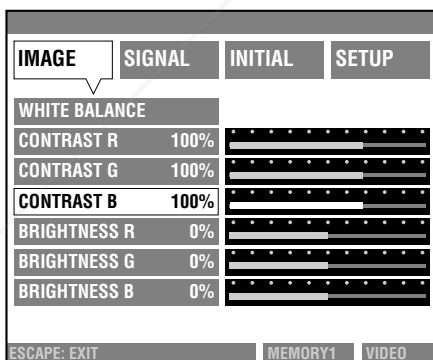 IMAGE SIGNAL INITIAL SETUP
WHITE BALANCE
CONTRAST R 100%
CONTRAST G 100%
CONTRAST B 100%
BRIGHTNESS R 0%
BRIGHTNESS G 0%
BRIGHTNESS B 0%
ESCAPE: EXIT MEMORY1 VIDEO